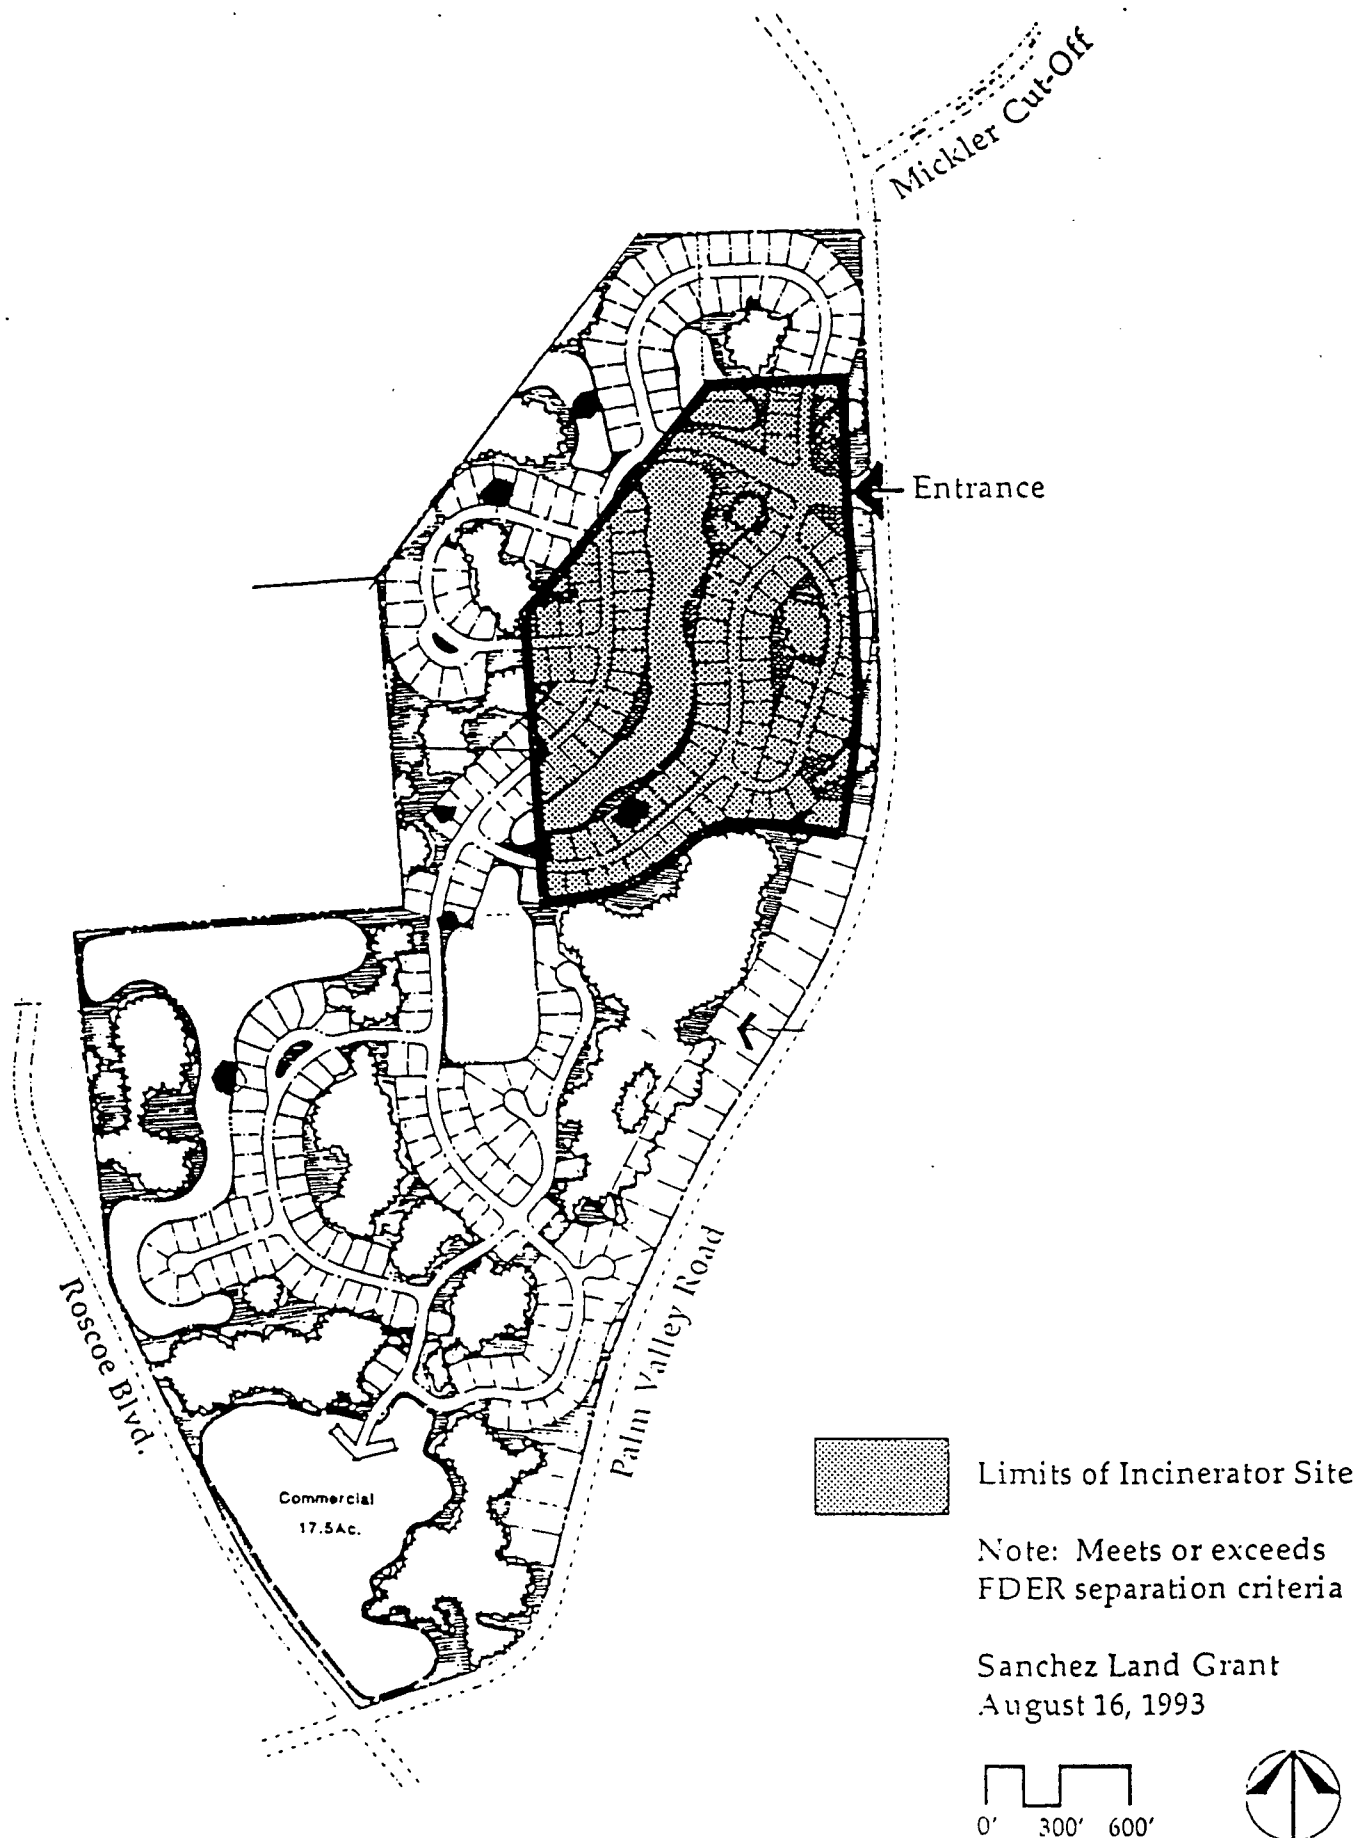 Mickler Cut-Off
Entrance
Roscoe Blvd.
Palm Valley Road
Commercial
17.5Ac.
Limits of Incinerator Site
Note: Meets or exceeds
FDER separation criteria
Sanchez Land Grant
August 16, 1993
0' 300' 600'